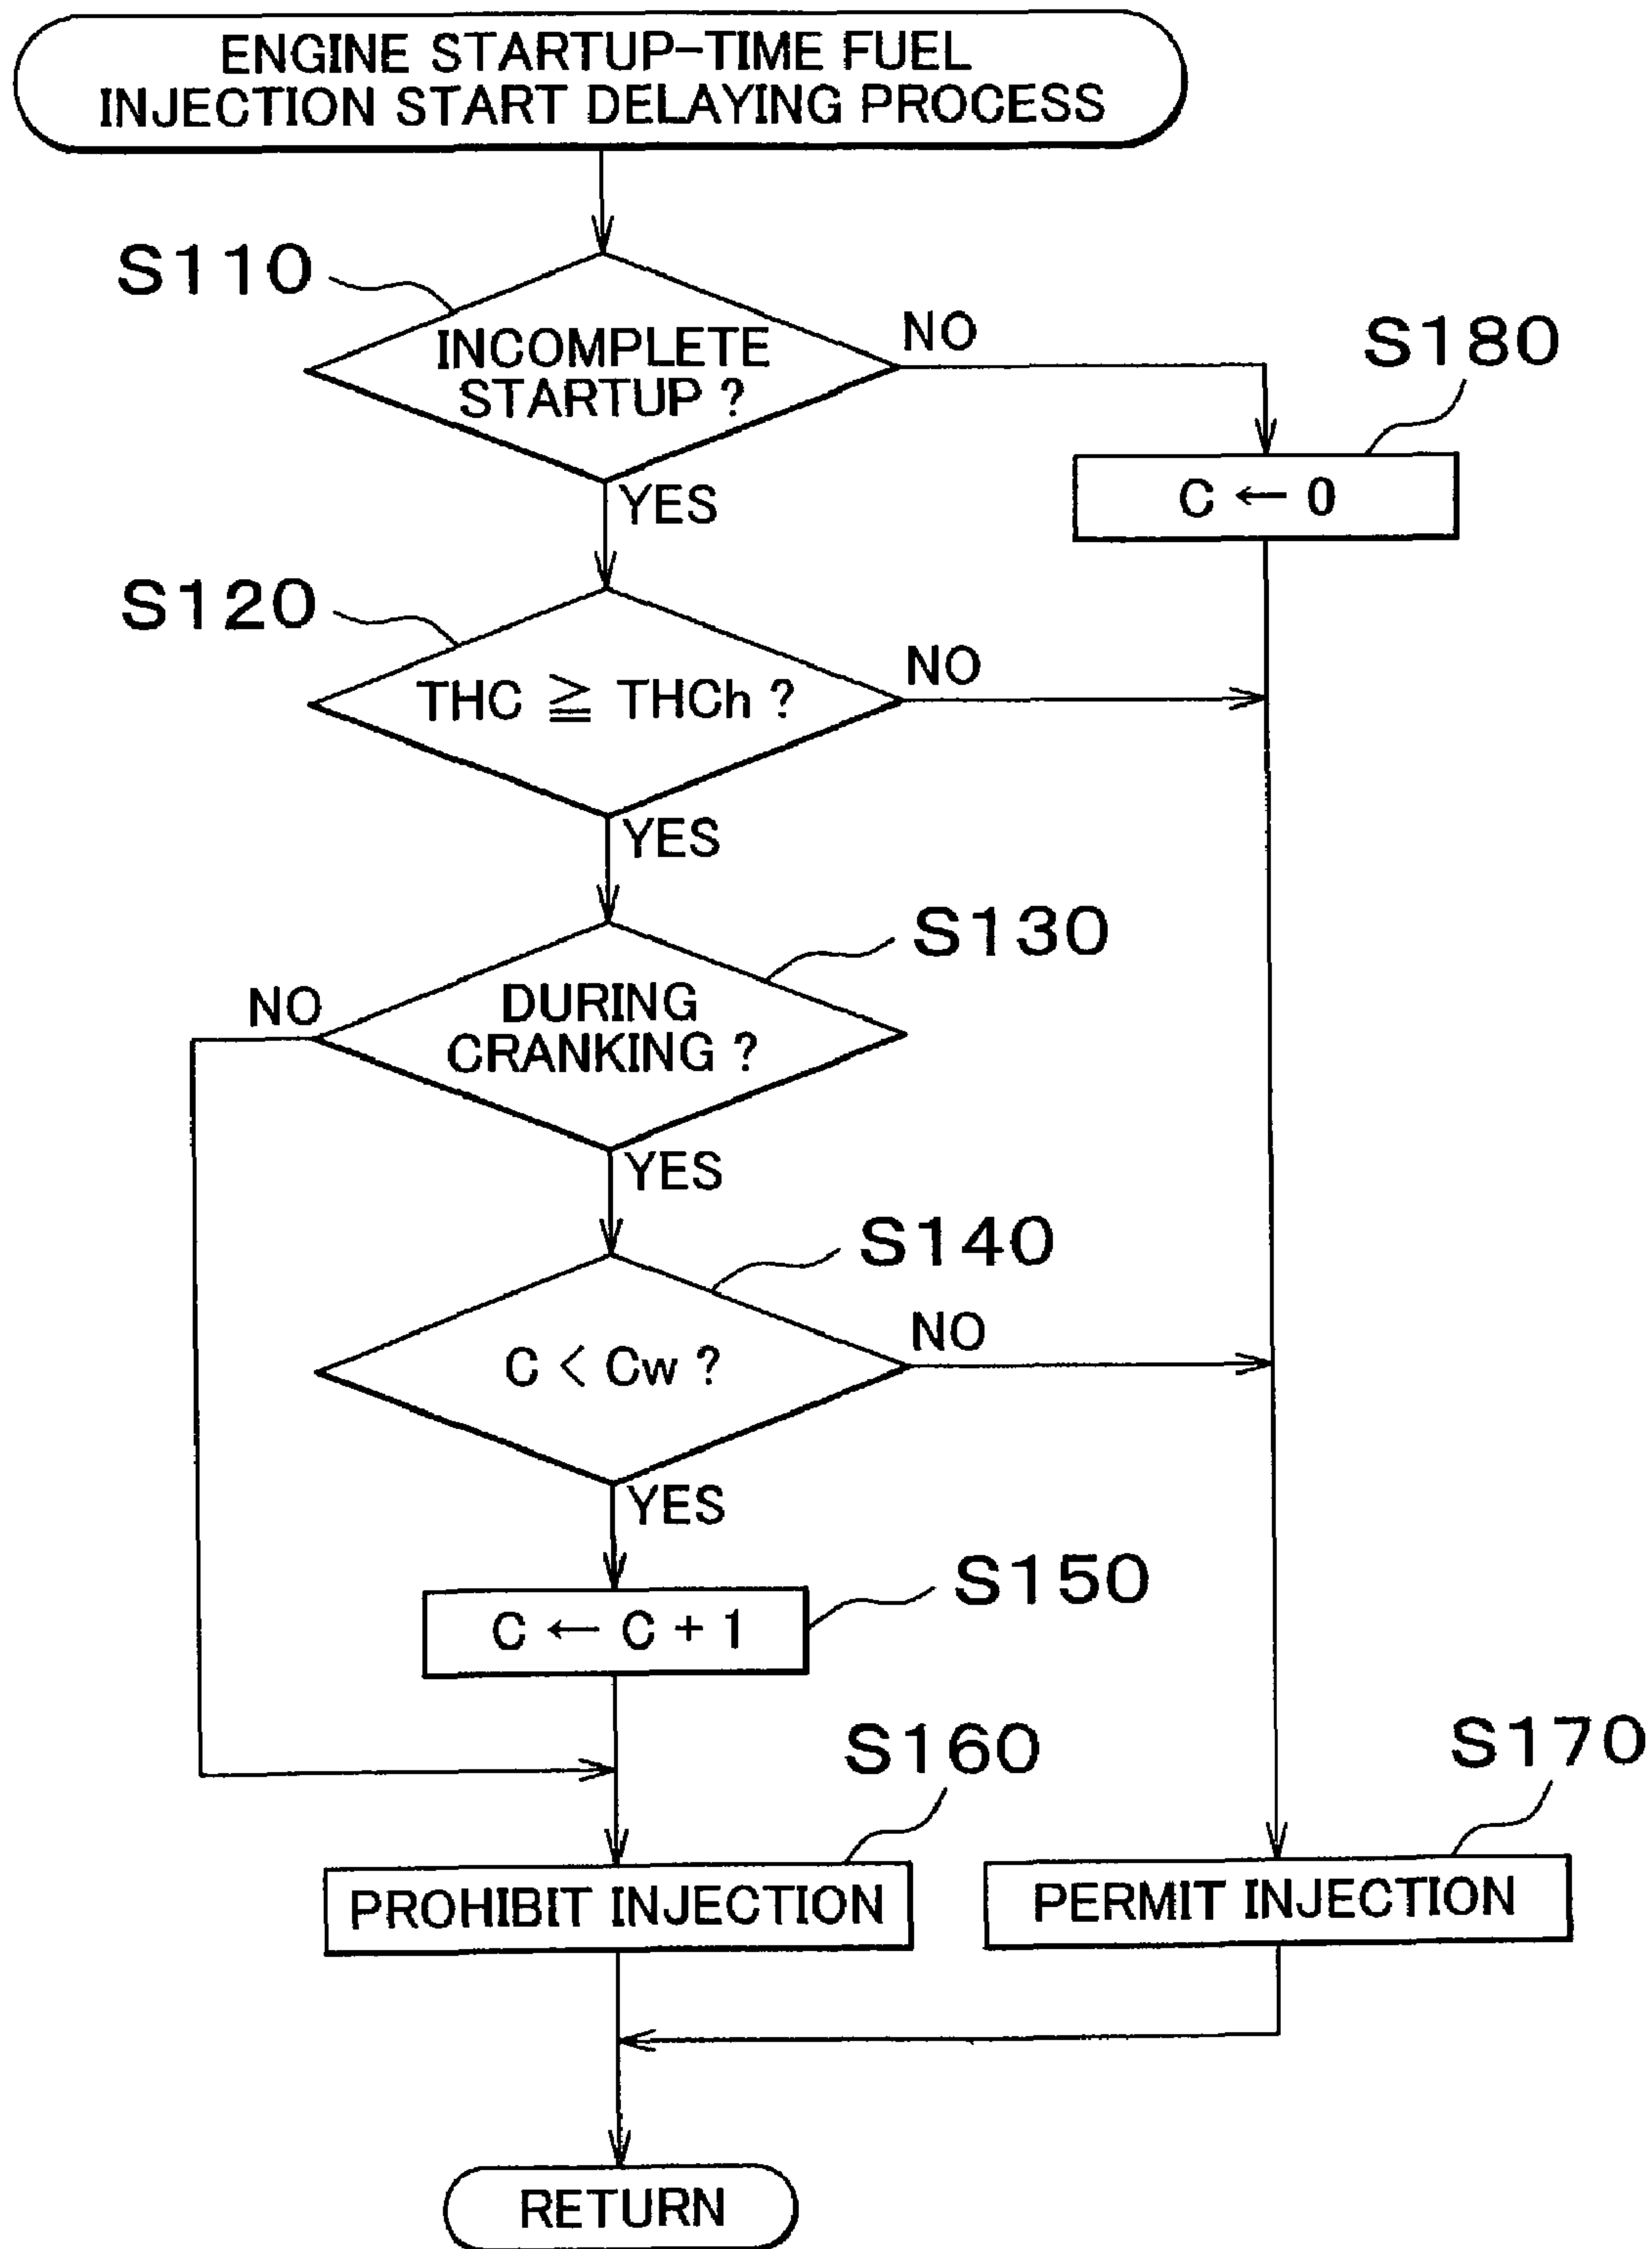 ENGINE STARTUP-TIME FUEL
INJECTION START DELAYING PROCESS
S110
INCOMPLETE
STARTUP ?
NO
S180
C ← 0
YES
S120
THC ≧ THCh ?
NO
YES
S130
DURING
CRANKING ?
NO
YES
S140
C < Cw ?
NO
YES
S150
C ← C + 1
S160
S170
PROHIBIT INJECTION
PERMIT INJECTION
RETURN